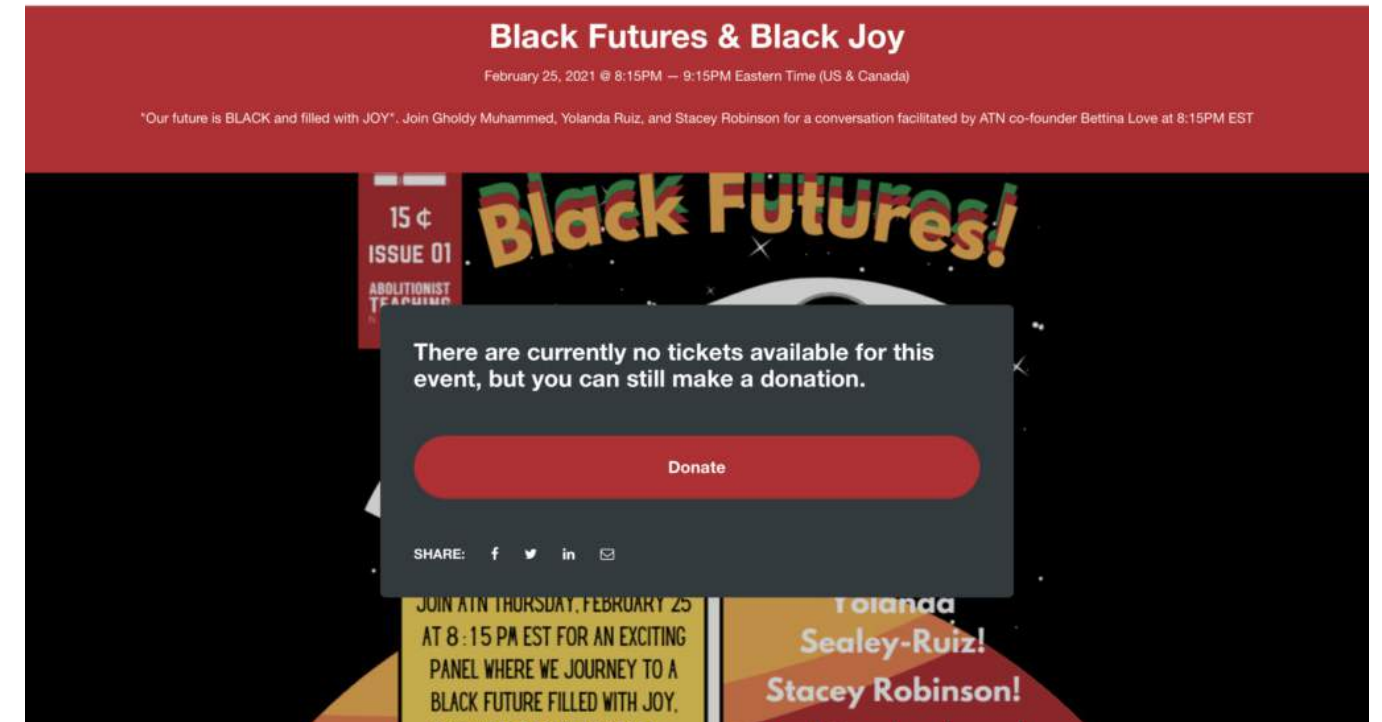 Black Futures & Black Joy
February 25, 2021 @ 8:15PM — 9:15PM Eastern Time (US & Canada)
"Our future is BLACK and filled with JOY". Join Gholdy Muhammed, Yolanda Ruiz, and Stacey Robinson for a conversation facilitated by ATN co-founder Bettina Love at 8:15PM EST
15 ¢
ISSUE 01
ABOLITIONIST
TEACHING
Black Futures!
There are currently no tickets available for this
event, but you can still make a donation.
Donate
SHARE:
JOIN ATN THURSDAY, FEBRUARY 25
AT 8:15 PM EST FOR AN EXCITING
PANEL WHERE WE JOURNEY TO A
BLACK FUTURE FILLED WITH JOY,
Yolanda
Sealey-Ruiz!
Stacey Robinson!